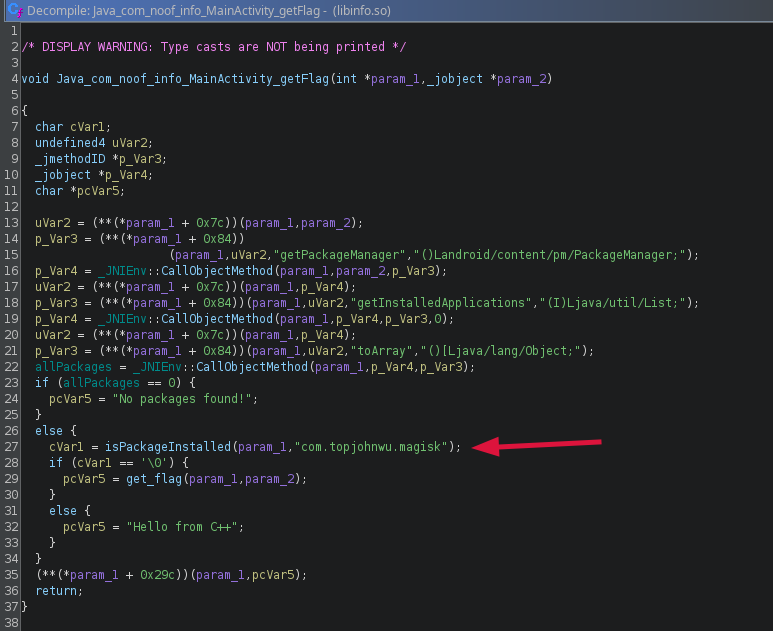 Decompile: Java_com_noof_info_MainActivity_getFlag - (libinfo.so)
1
2 /* DISPLAY WARNING: Type casts are NOT being printed */
3
4 void Java_com_noof_info_MainActivity_getFlag(int *param_1,_jobject *param_2)
5
6 {
7   char cVar1;
8   undefined4 uVar2;
9   _jmethodID *p_Var3;
10   _jobject *p_Var4;
11   char *pcVar5;
12
13   uVar2 = (**(*param_1 + 0x7c))(param_1,param_2);
14   p_Var3 = (**(*param_1 + 0x84))
15                     (param_1,uVar2,"getPackageManager","()Landroid/content/pm/PackageManager;");
16   p_Var4 = _JNIEnv::CallObjectMethod(param_1,param_2,p_Var3);
17   uVar2 = (**(*param_1 + 0x7c))(param_1,p_Var4);
18   p_Var3 = (**(*param_1 + 0x84))(param_1,uVar2,"getInstalledApplications","(I)Ljava/util/List;");
19   p_Var4 = _JNIEnv::CallObjectMethod(param_1,p_Var4,p_Var3,0);
20   uVar2 = (**(*param_1 + 0x7c))(param_1,p_Var4);
21   p_Var3 = (**(*param_1 + 0x84))(param_1,uVar2,"toArray","()[Ljava/lang/Object;");
22   allPackages = _JNIEnv::CallObjectMethod(param_1,p_Var4,p_Var3);
23   if (allPackages == 0) {
24     pcVar5 = "No packages found!";
25   }
26   else {
27     cVar1 = isPackageInstalled(param_1,"com.topjohnwu.magisk");
28     if (cVar1 == '\0') {
29       pcVar5 = get_flag(param_1,param_2);
30     }
31     else {
32       pcVar5 = "Hello from C++";
33     }
34   }
35   (**(*param_1 + 0x29c))(param_1,pcVar5);
36   return;
37 }
38